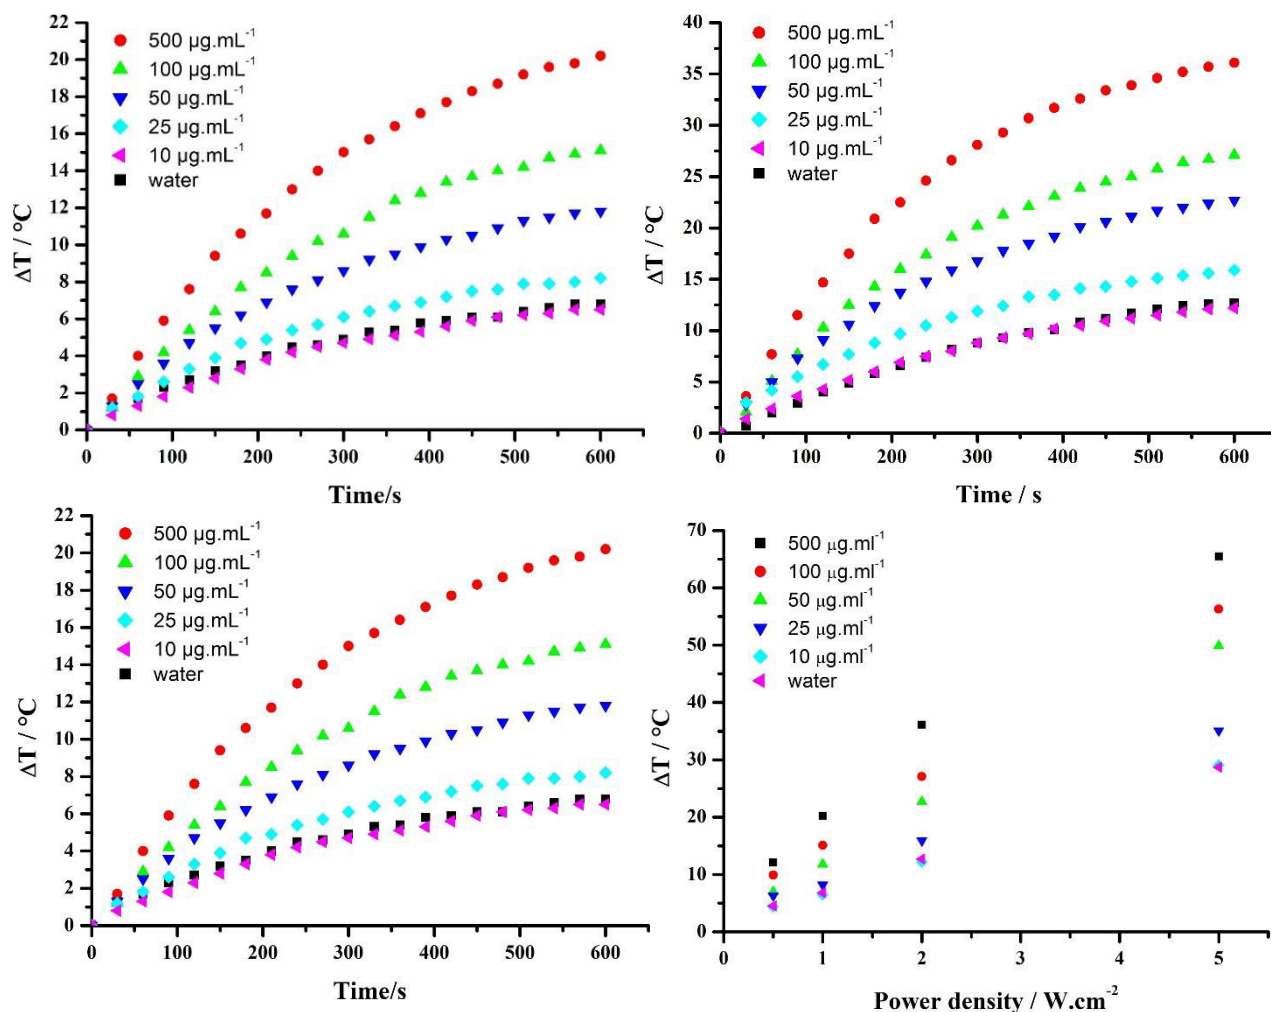 22
20
18
16
14
12
10
8
6
4
2
0
ΔT / °C
500 µg.mL⁻¹
100 µg.mL⁻¹
50 µg.mL⁻¹
25 µg.mL⁻¹
10 µg.mL⁻¹
water
0 100 200 300 400 500 600
Time/s
40
35
30
25
20
15
10
5
0
ΔT / °C
500 µg.mL⁻¹
100 µg.mL⁻¹
50 µg.mL⁻¹
25 µg.mL⁻¹
10 µg.mL⁻¹
water
0 100 200 300 400 500 600
Time / s
22
20
18
16
14
12
10
8
6
4
2
0
ΔT / °C
500 µg.mL⁻¹
100 µg.mL⁻¹
50 µg.mL⁻¹
25 µg.mL⁻¹
10 µg.mL⁻¹
water
0 100 200 300 400 500 600
Time/s
70
60
50
40
30
20
10
0
ΔT / °C
500 µg.ml⁻¹
100 µg.ml⁻¹
50 µg.ml⁻¹
25 µg.ml⁻¹
10 µg.ml⁻¹
water
0 1 2 3 4 5
Power density / W.cm⁻²